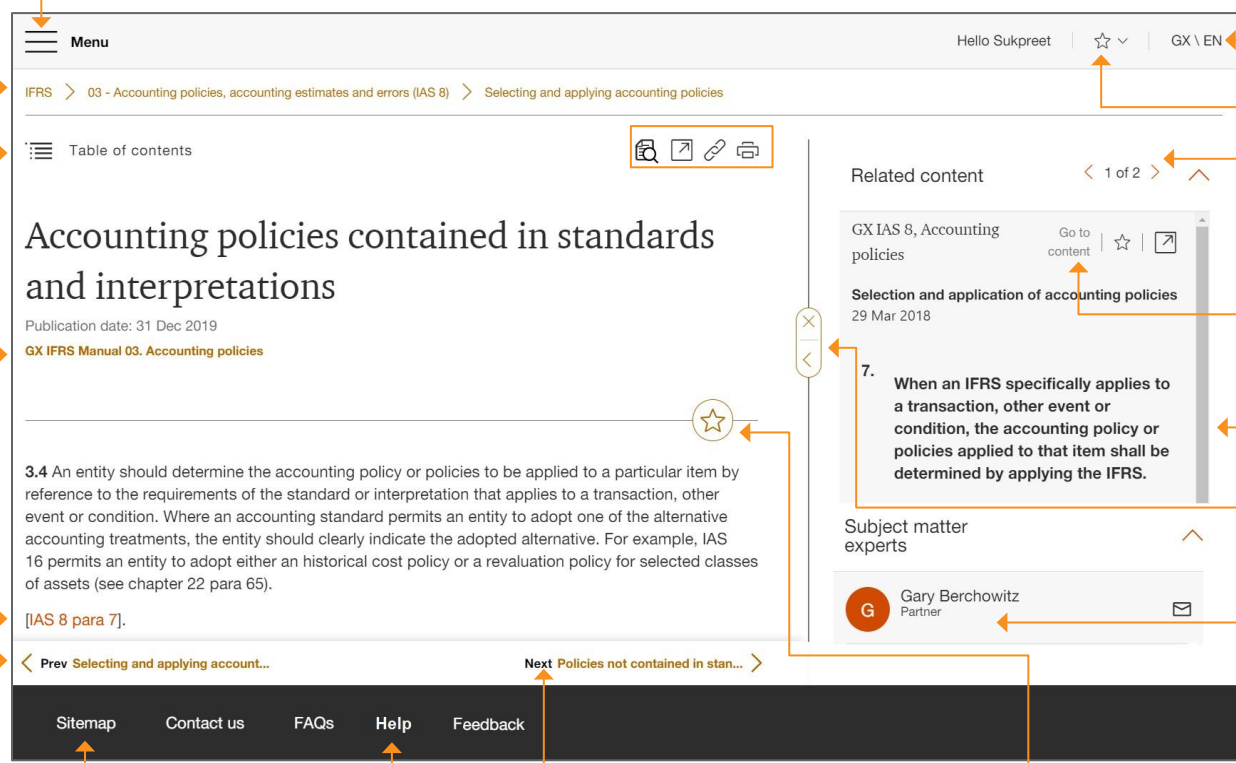 Menu
Hello Sukpreet
GX \ EN
IFRS
03 - Accounting policies, accounting estimates and errors (IAS 8)
Selecting and applying accounting policies
Table of contents
Accounting policies contained in standards
and interpretations
Publication date: 31 Dec 2019
GX IFRS Manual 03. Accounting policies
3.4 An entity should determine the accounting policy or policies to be applied to a particular item by
reference to the requirements of the standard or interpretation that applies to a transaction, other
event or condition. Where an accounting standard permits an entity to adopt one of the alternative
accounting treatments, the entity should clearly indicate the adopted alternative. For example, IAS
16 permits an entity to adopt either an historical cost policy or a revaluation policy for selected classes
of assets (see chapter 22 para 65).
[IAS 8 para 7].
Prev Selecting and applying account...
Next Policies not contained in stan...
Related content
1 of 2
GX IAS 8, Accounting
policies
Go to
content
Selection and application of accounting policies
29 Mar 2018
7.
When an IFRS specifically applies to
a transaction, other event or
condition, the accounting policy or
policies applied to that item shall be
determined by applying the IFRS.
Subject matter
experts
G
Gary Berchowitz
Partner
Sitemap
Contact us
FAQs
Help
Feedback